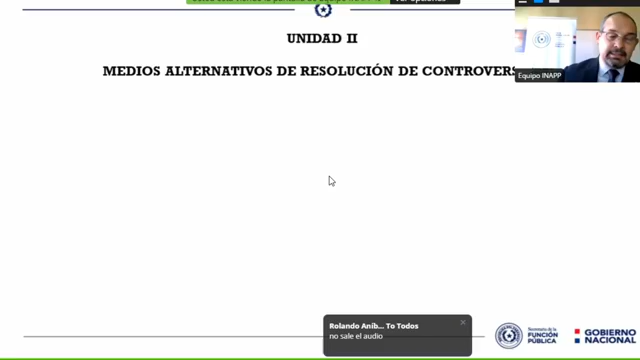 UNIDAD II
MEDIOS ALTERNATIVOS DE RESOLUCIÓN DE CONTROVERS
Equipo INAPP
Rolando Aníb... To Todos
no sale el audio
Secretaría de la
FUNCIÓN
PÚBLICA
GOBIERNO
NACIONAL